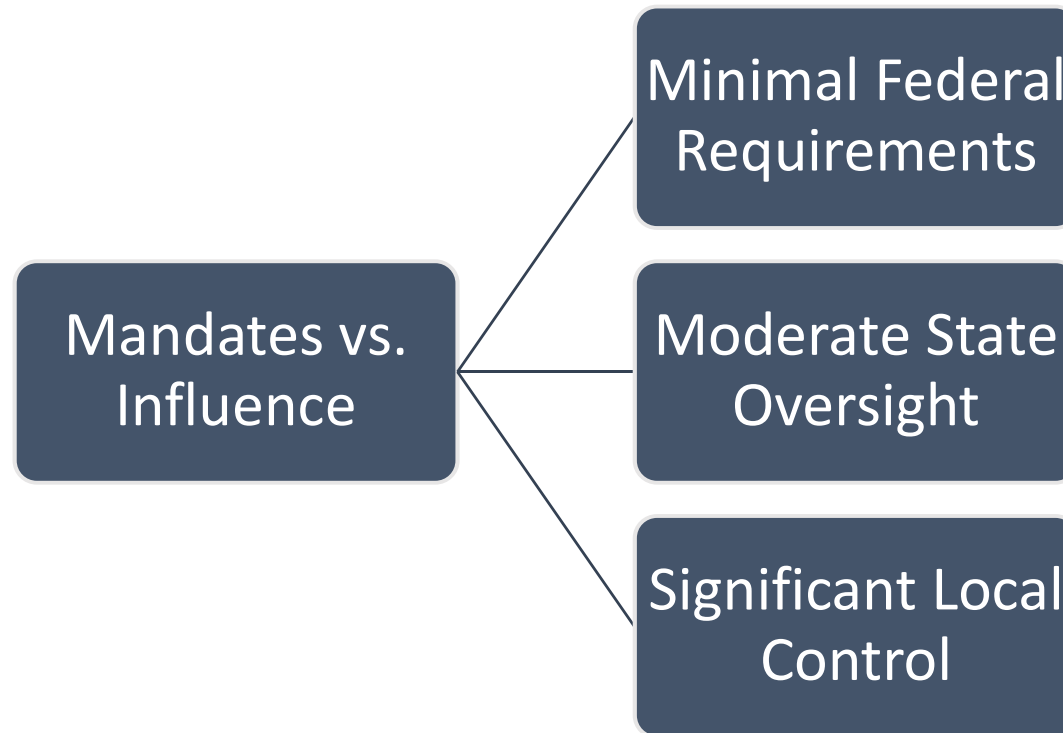 Mandates vs.
Influence
Minimal Federal
Requirements
Moderate State
Oversight
Significant Local
Control